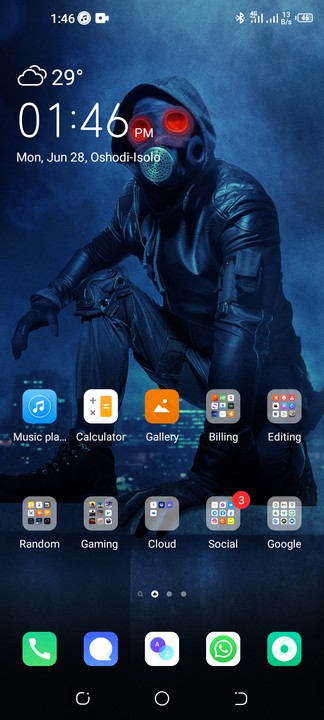 1:46
4G
13
B/s
46
29°
01:46 PM
Mon, Jun 28, Oshodi-Isolo
Music pla...
Calculator
Gallery
Billing
Editing
3
Random
Gaming
Cloud
Social
Google
A